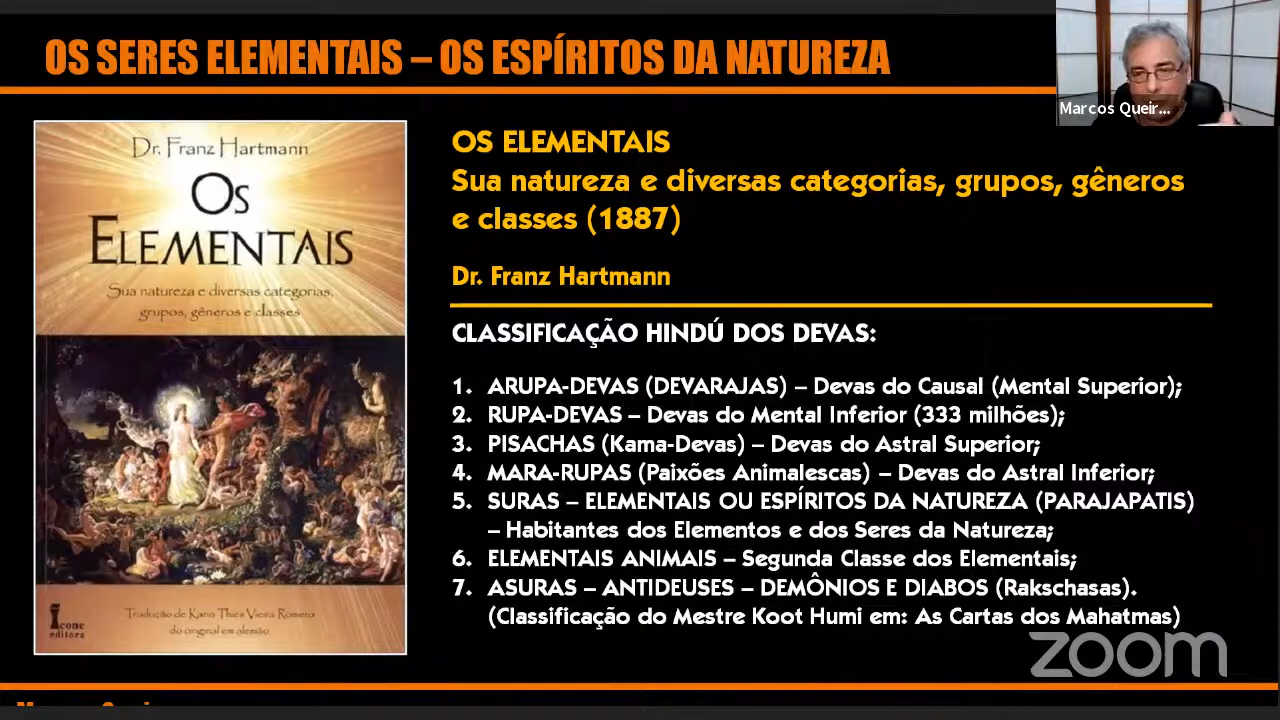 OS SERES ELEMENTAIS – OS ESPÍRITOS DA NATUREZA
Marcos Queir...
Dr. Franz Hartmann
OS
ELEMENTAIS
Sua natureza e diversas categorias,
grupos, gêneros e classes
Tradução de Karia Thies Vieira Romero
do original em alemão
Ícone
editora
OS ELEMENTAIS
Sua natureza e diversas categorias, grupos, gêneros
e classes (1887)
Dr. Franz Hartmann
CLASSIFICAÇÃO HINDÚ DOS DEVAS:
1. ARUPA-DEVAS (DEVARAJAS) – Devas do Causal (Mental Superior);
2. RUPA-DEVAS – Devas do Mental Inferior (333 milhões);
3. PISACHAS (Kama-Devas) – Devas do Astral Superior;
4. MARA-RUPAS (Paixões Animalescas) – Devas do Astral Inferior;
5. SURAS – ELEMENTAIS OU ESPÍRITOS DA NATUREZA (PARAJAPATIS)
– Habitantes dos Elementos e dos Seres da Natureza;
6. ELEMENTAIS ANIMAIS – Segunda Classe dos Elementais;
7. ASURAS – ANTIDEUSES – DEMÔNIOS E DIABOS (Rakschasas).
(Classificação do Mestre Koot Humi em: As Cartas dos Mahatmas)
zoom